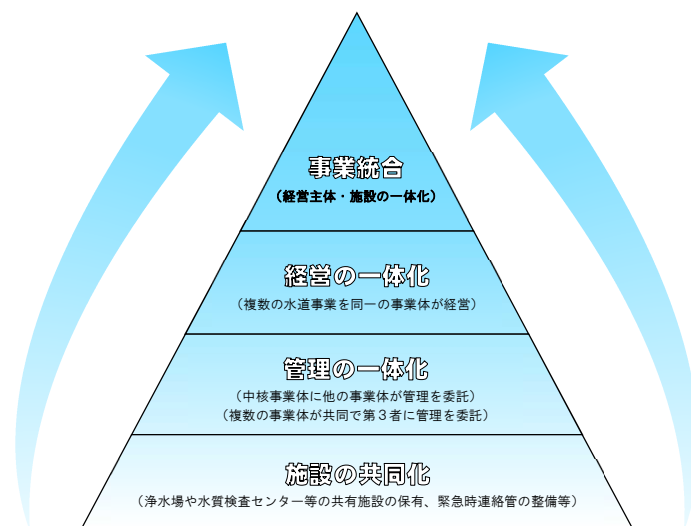 事業統合
（経営主体・施設の一体化）
経営の一体化
（複数の水道事業を同一の事業体が経営）
管理の一体化
（中核事業体に他の事業体が管理を委託）
（複数の事業体が共同で第３者に管理を委託）
施設の共同化
（浄水場や水質検査センター等の共有施設の保有、緊急時連絡管の整備等）